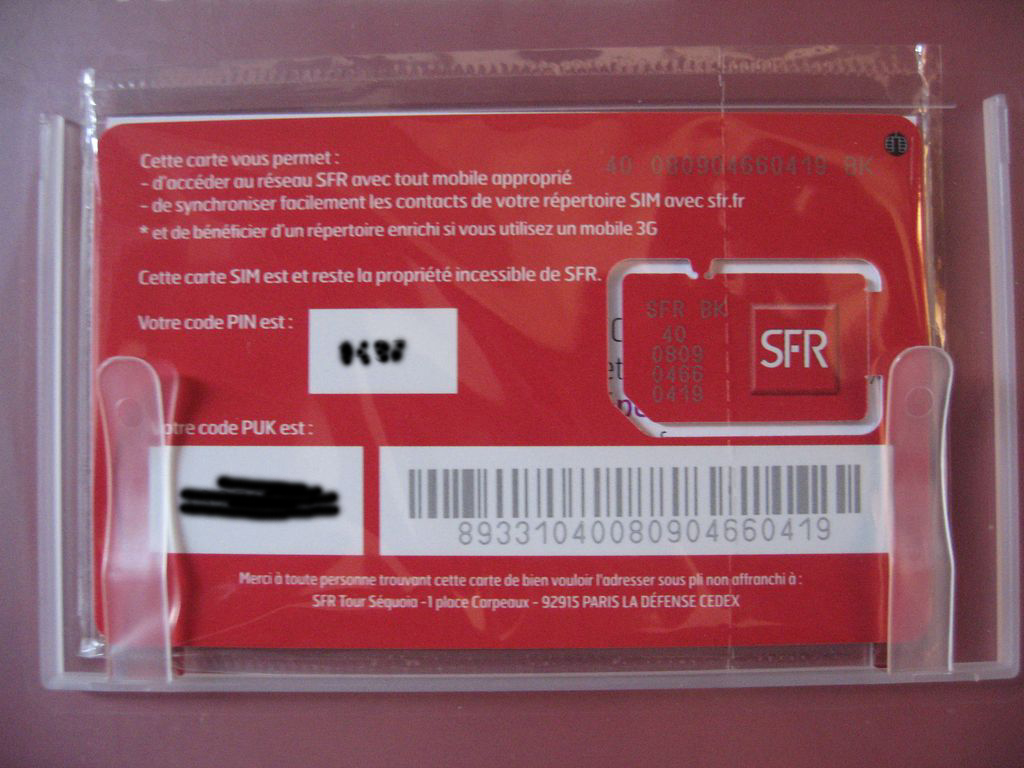 Cette carte vous permet :
- d'accéder au réseau SFR avec tout mobile approprié
40 080904660419 BK
- de synchroniser facilement les contacts de votre répertoire SIM avec sfr.fr
* et de bénéficier d'un répertoire enrichi si vous utilisez un mobile 3G
Cette carte SIM est et reste la propriété incessible de SFR.
SFR BK
40
0809
0466
0419
SFR
Votre code PIN est :
Votre code PUK est :
89331040080904660419
Merci à toute personne trouvant cette carte de bien vouloir l'adresser sous pli non affranchi à :
SFR Tour Séquoia - 1 place Carpeaux - 92915 PARIS LA DÉFENSE CEDEX